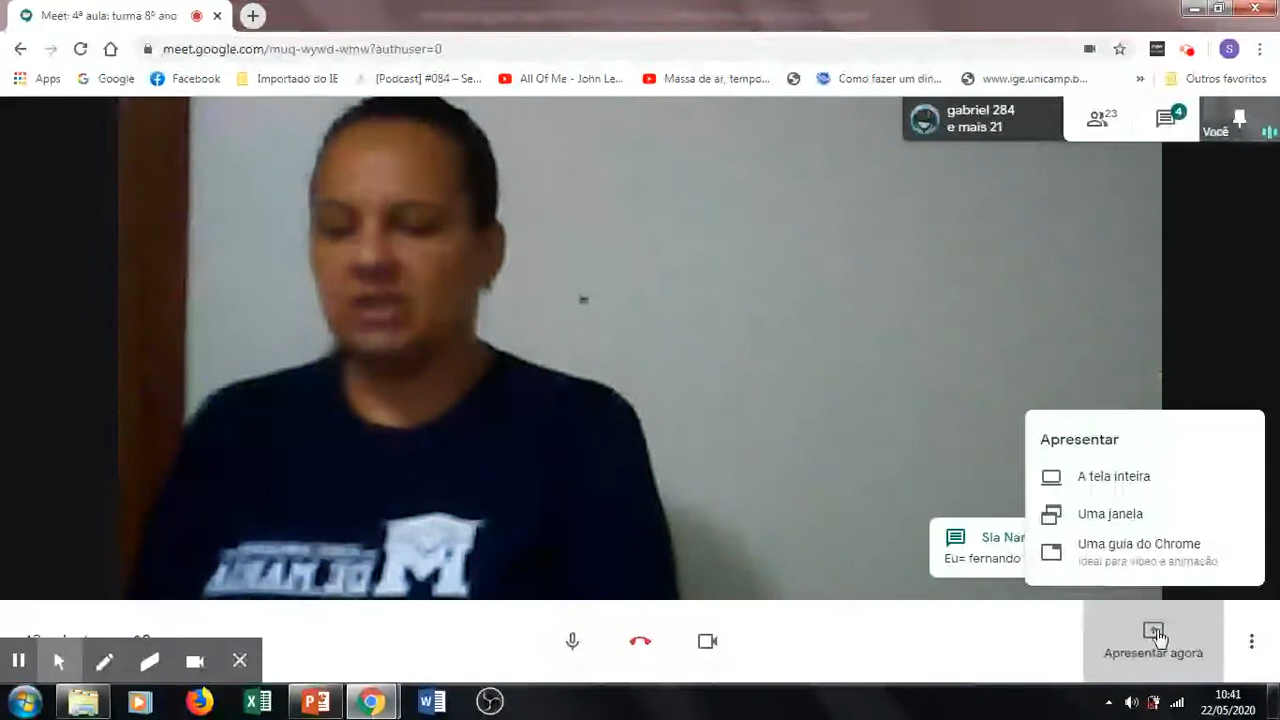 Meet: 4ª aula: turma 8º ano
meet.google.com/muq-wywd-wmw?authuser=0
S
Apps
Google
Facebook
Importado do IE
[Podcast] #084 – Se...
All Of Me - John Le...
Massa de ar, tempo...
Como fazer um din...
www.ige.unicamp.b...
»
Outros favoritos
gabriel 284
e mais 21
23
4
Você
Apresentar
A tela inteira
Uma janela
Uma guia do Chrome
Ideal para vídeo e animação
Sla Nar
Eu= fernando
M
Apresentar agora
10:41
22/05/2020